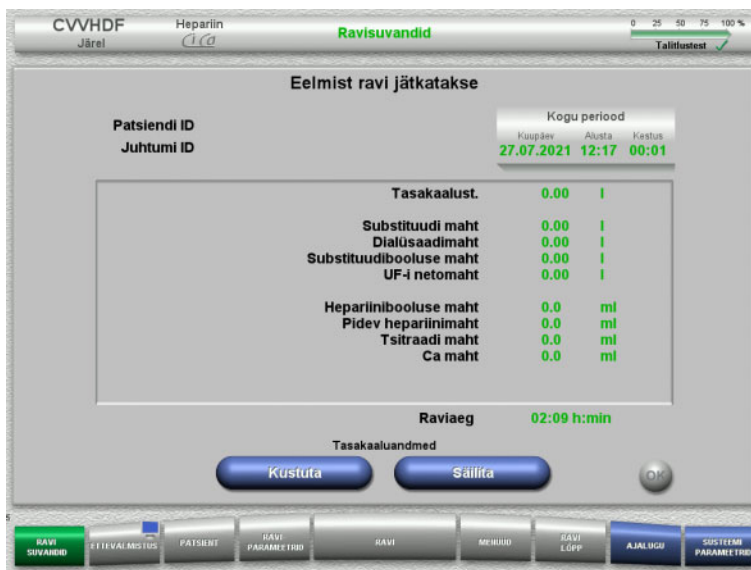 CVVHDF
Järel
Hepariin
CiCa
Ravisuvandid
0 25 50 75 100 %
Talitlustest
Eelmist ravi jätkatakse
Patsiendi ID
Juhtumi ID
Kogu periood
Kuupäev Alusta Kestus
27.07.2021 12:17 00:01
Tasakaalust. 0.00 l
Substituudi maht 0.00 l
Dialüsaadimaht 0.00 l
Substituudibooluse maht 0.00 l
UF-i netomaht 0.00 l
Hepariinibooluse maht 0.0 ml
Pidev hepariinimaht 0.0 ml
Tsitraadi maht 0.0 ml
Ca maht 0.0 ml
Raviaeg 02:09 h:min
Tasakaaluandmed
Kustuta
Säilita
OK
5
RAVI
SUVANDID
ETTEVALMISTUS
PATSIENT
RAVI
PARAMEETRID
RAVI
MENÜÜD
RAVI
LÕPP
AJALUGU
SÜSTEEMI
PARAMEETRID